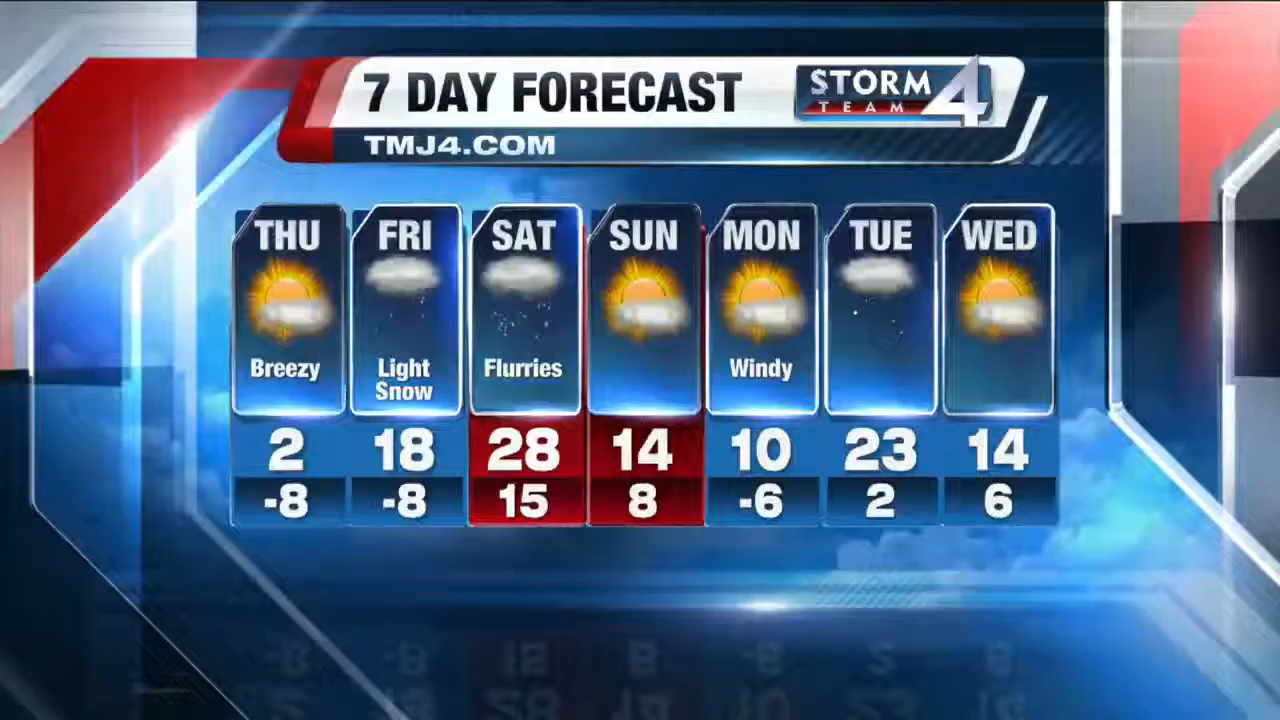 7 DAY FORECAST
STORM 4
TEAM
TMJ4.COM
THU FRI SAT SUN MON TUE WED
Breezy Light Flurries Windy
Snow
2 18 28 14 10 23 14
-8 -8 15 8 -6 2 6